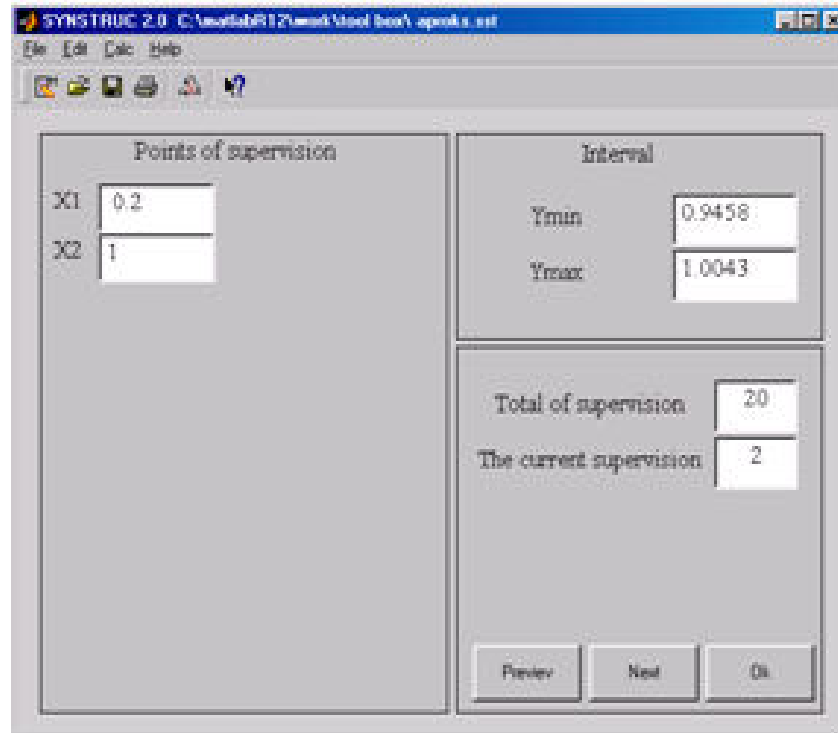 SYNSTRUC 2.0 C:\matlabR12\work\tool box\ aproks.sst
File Edit Calc Help
Points of supervision
X1 0.2
X2 1
Interval
Ymin 0.9458
Ymax 1.0043
Total of supervision 20
The current supervision 2
Preview Next Ok